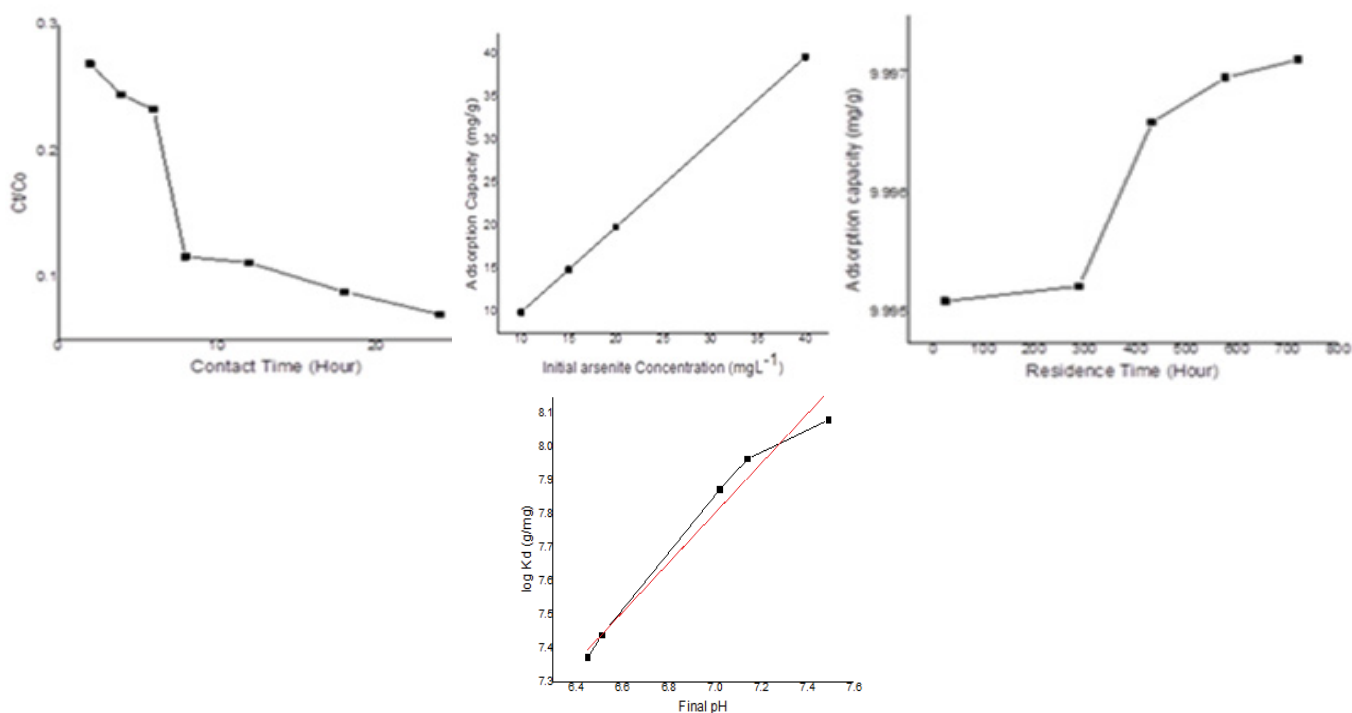 0.3
0.2
0.1
Ct/Co
0
10
20
Contact Time (Hour)
40
35
30
25
20
15
10
Adsorption Capacity (mg/g)
10 15 20 25 30 35 40
Initial arsenite Concentration (mgL⁻¹)
9.997
9.996
9.995
Adsorption capacity (mg/g)
0 100 200 300 400 500 600 700 800
Residence Time (Hour)
8.1
8.0
7.9
7.8
7.7
7.6
7.5
7.4
7.3
log Kd (g/mg)
6.4 6.6 6.8 7.0 7.2 7.4 7.6
Final pH